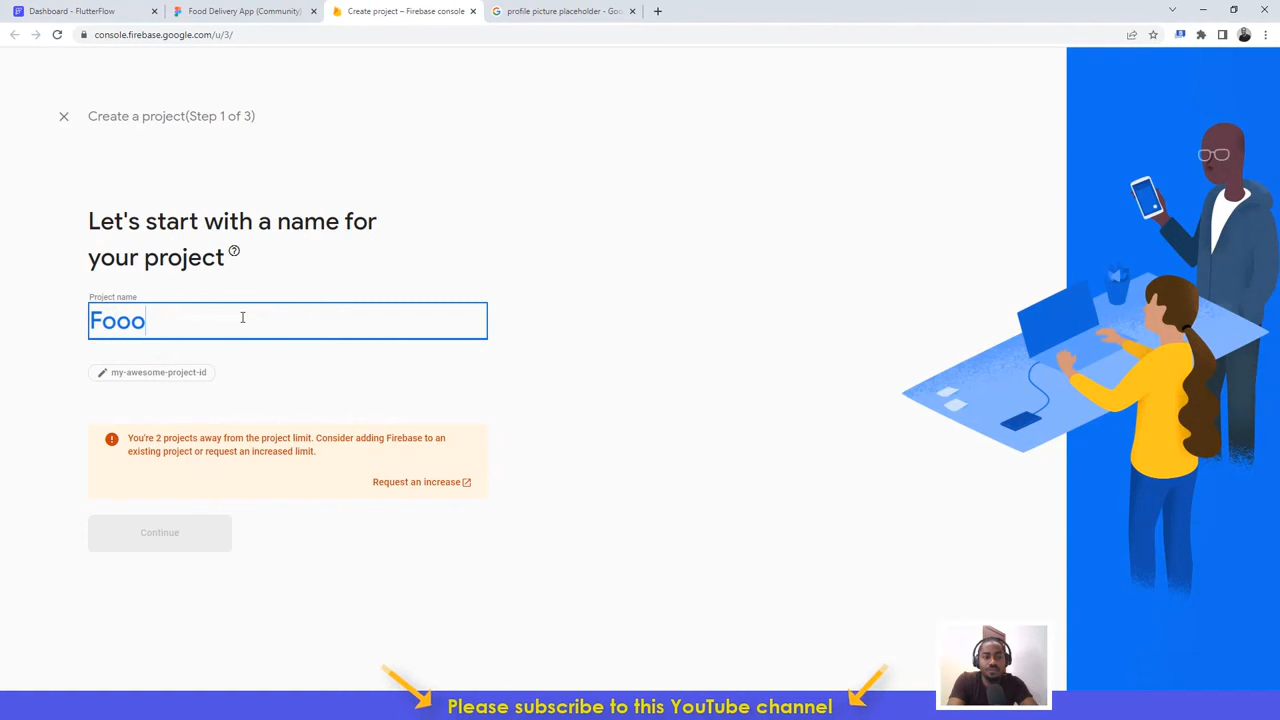 Dashboard - FlutterFlow
Food Delivery App (Community)
Create project – Firebase console
profile picture placeholder - Goo
console.firebase.google.com/u/3/
Create a project(Step 1 of 3)
Let's start with a name for
your project
Project name
Fooo
my-awesome-project-id
You're 2 projects away from the project limit. Consider adding Firebase to an
existing project or request an increased limit.
Request an increase
Continue
Please subscribe to this YouTube channel